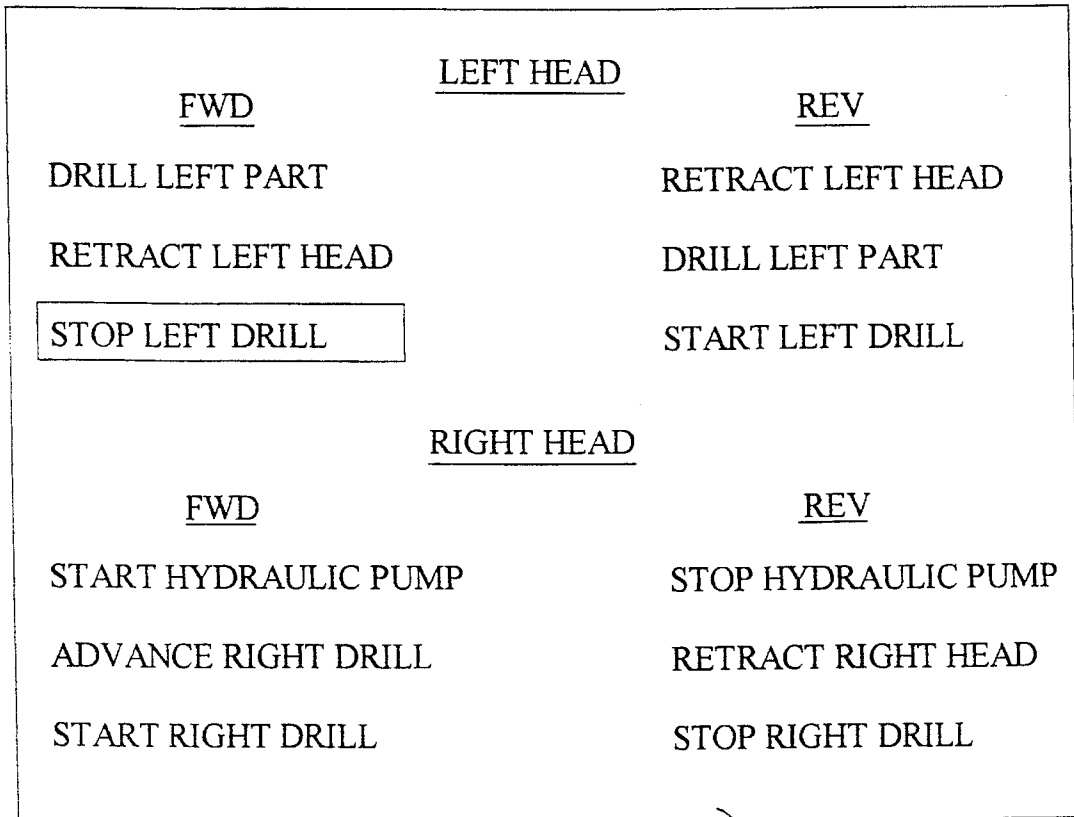 LEFT HEAD
FWD REV
DRILL LEFT PART RETRACT LEFT HEAD
RETRACT LEFT HEAD DRILL LEFT PART
STOP LEFT DRILL START LEFT DRILL
RIGHT HEAD
FWD REV
START HYDRAULIC PUMP STOP HYDRAULIC PUMP
ADVANCE RIGHT DRILL RETRACT RIGHT HEAD
START RIGHT DRILL STOP RIGHT DRILL